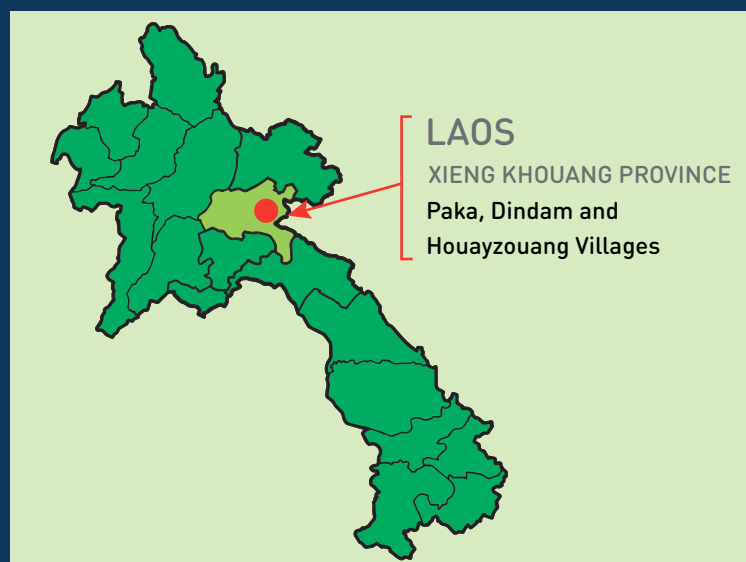 LAOS
XIENG KHOUANG PROVINCE
Paka, Dindam and
Houayzouang Villages